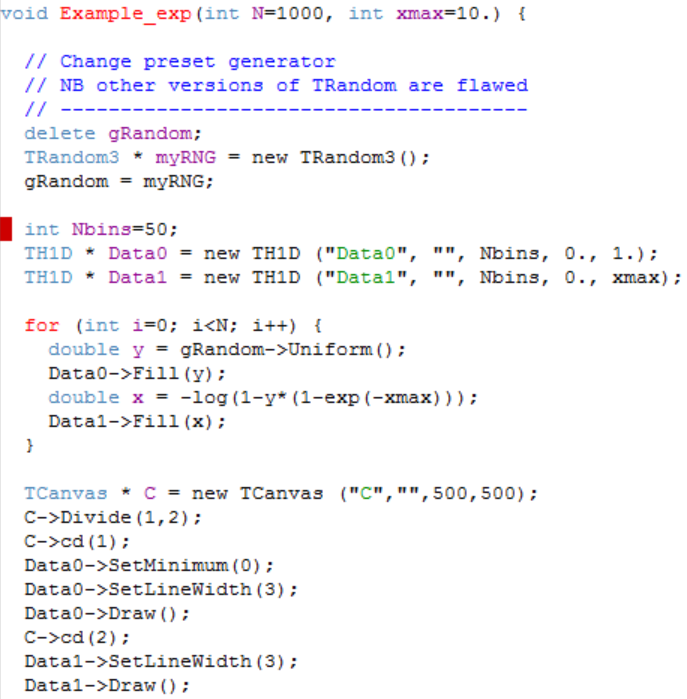 void Example_exp(int N=1000, int xmax=10.) {
// Change preset generator
// NB other versions of TRandom are flawed
// ---------------------------------------
delete gRandom;
TRandom3 * myRNG = new TRandom3();
gRandom = myRNG;
int Nbins=50;
TH1D * Data0 = new TH1D ("Data0", "", Nbins, 0., 1.);
TH1D * Data1 = new TH1D ("Data1", "", Nbins, 0., xmax);
for (int i=0; i<N; i++) {
double y = gRandom->Uniform();
Data0->Fill(y);
double x = -log(1-y*(1-exp(-xmax)));
Data1->Fill(x);
}
TCanvas * C = new TCanvas ("C","",500,500);
C->Divide(1,2);
C->cd(1);
Data0->SetMinimum(0);
Data0->SetLineWidth(3);
Data0->Draw();
C->cd(2);
Data1->SetLineWidth(3);
Data1->Draw();